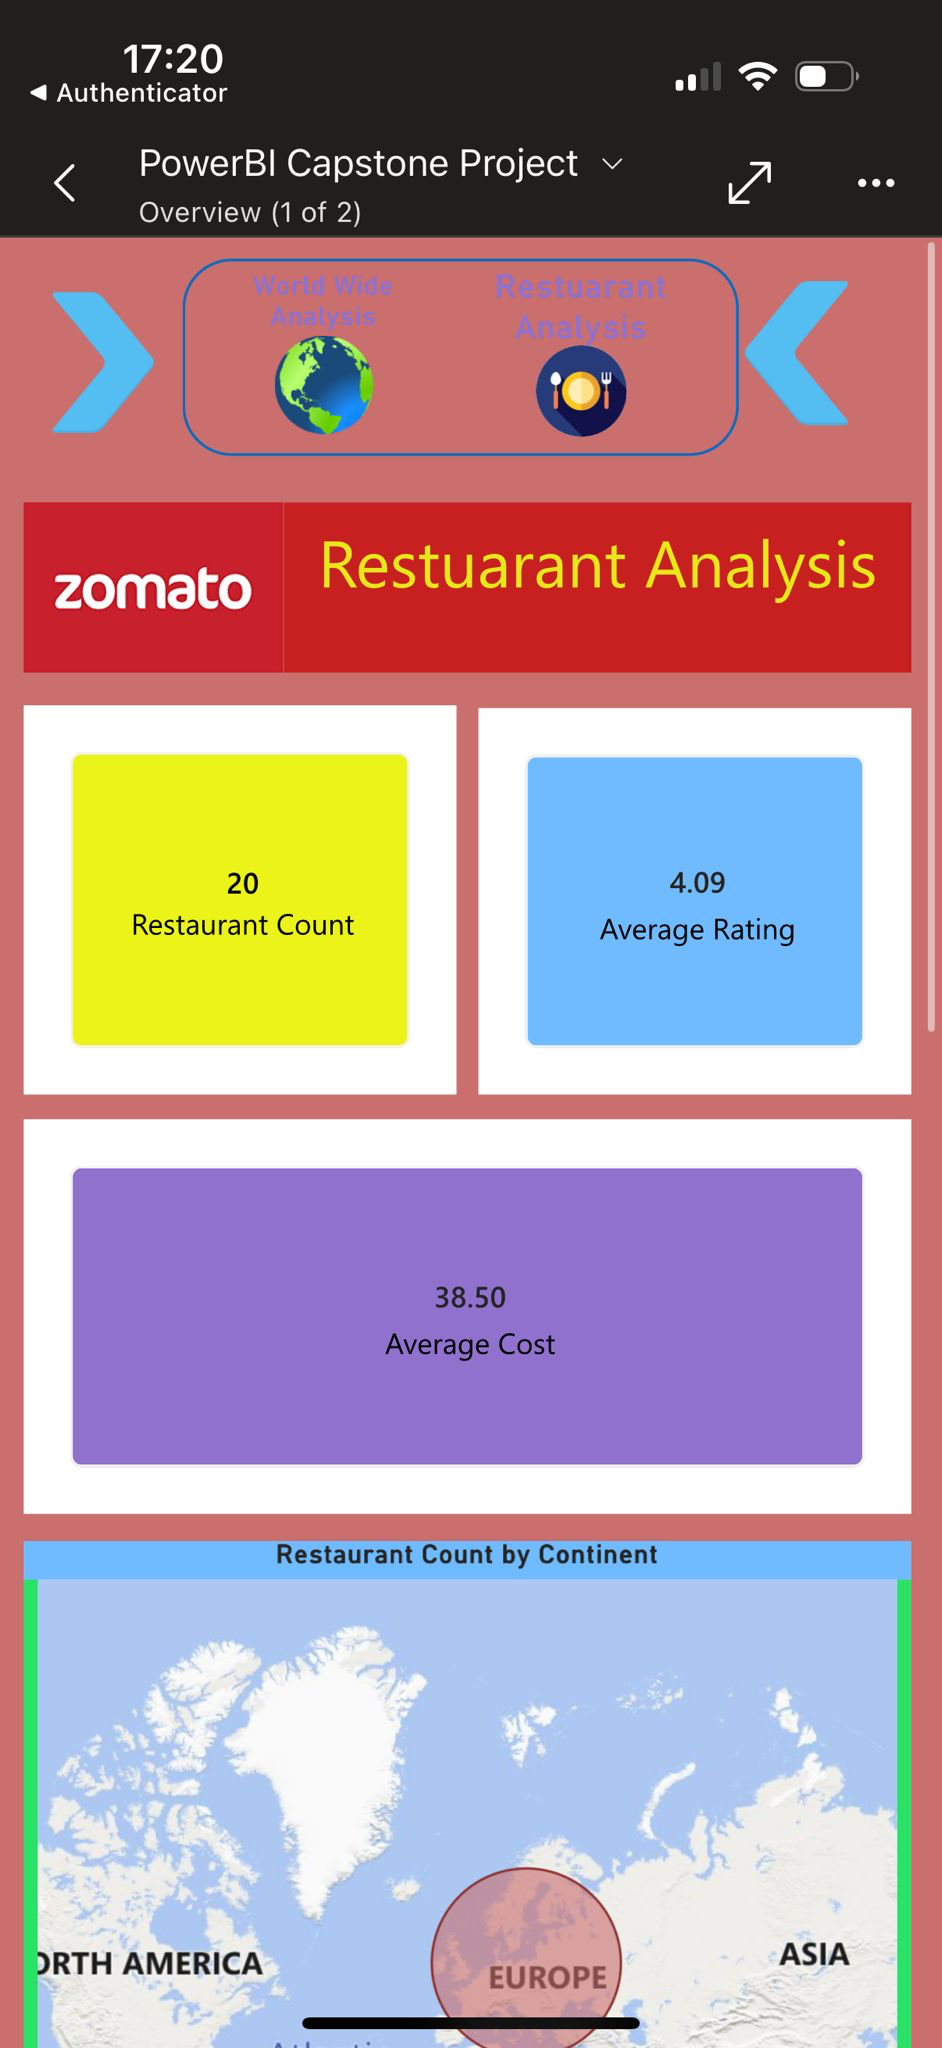 17:20
◀ Authenticator
PowerBI Capstone Project
Overview (1 of 2)
World Wide
Analysis
Restuarant
Analysis
zomato
Restuarant Analysis
20
Restaurant Count
4.09
Average Rating
38.50
Average Cost
Restaurant Count by Continent
ORTH AMERICA
EUROPE
ASIA